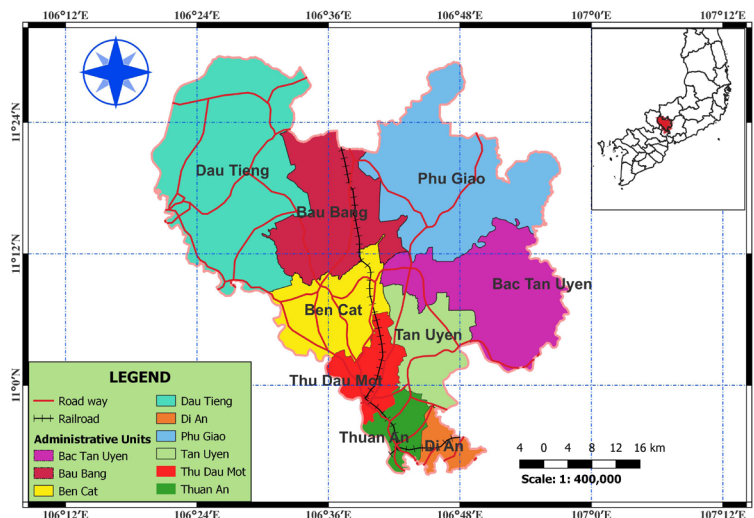 106°12'E 106°24'E 106°36'E 106°48'E 107°0'E 107°12'E
11°24'N
11°12'N
11°0'N
Dau Tieng
Phu Giao
Bau Bang
Bac Tan Uyen
Ben Cat
Tan Uyen
Thu Dau Mot
Thuan An
Di An
LEGEND
Road way
Railroad
Administrative Units
Bac Tan Uyen
Bau Bang
Ben Cat
Dau Tieng
Di An
Phu Giao
Tan Uyen
Thu Dau Mot
Thuan An
4 0 4 8 12 16 km
Scale: 1: 400,000
106°12'E 106°24'E 106°36'E 106°48'E 107°0'E 107°12'E